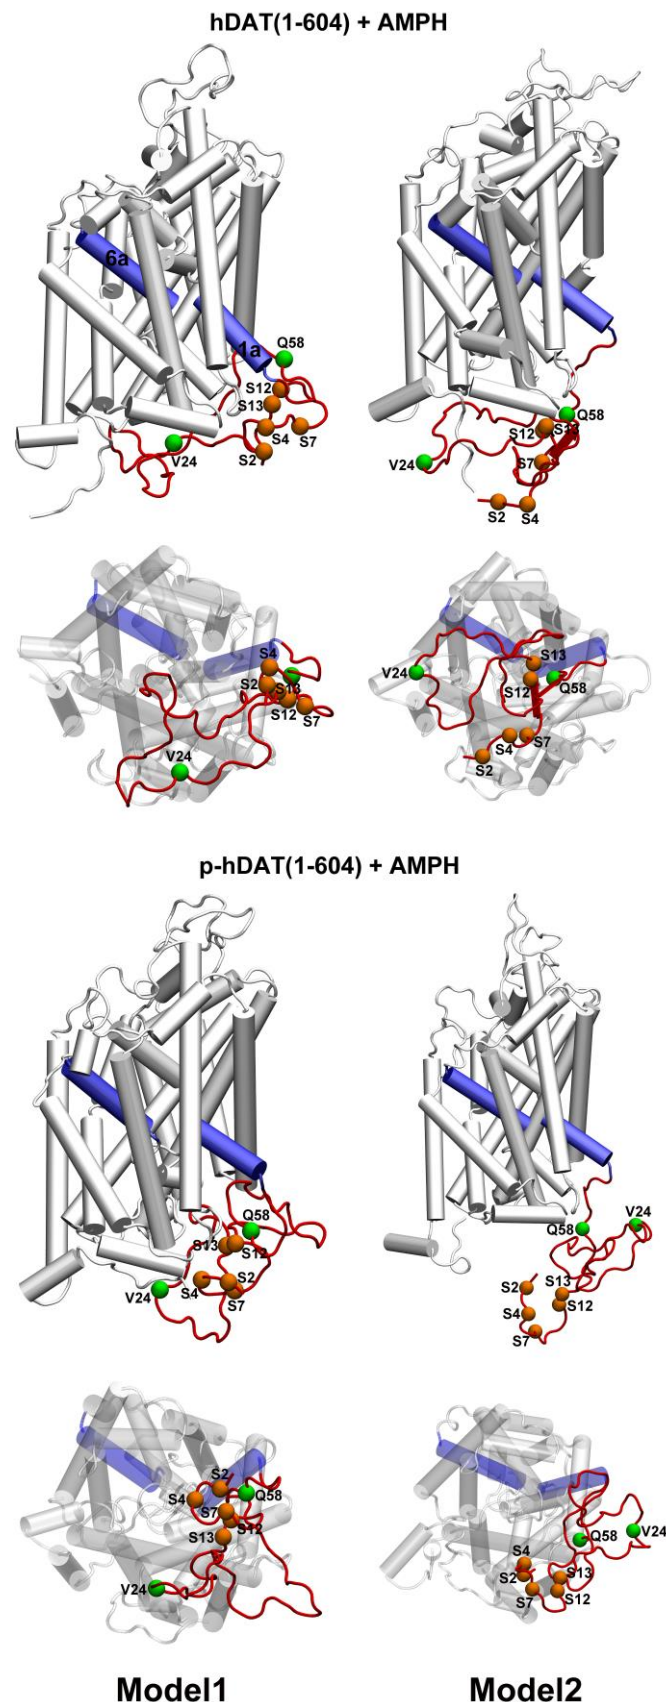 hDAT(1-604) + AMPH
6a
1a
Q58
S12
S13
S4
S7
V24
S2
Q58
S12
S13
V24
S7
S2
S4
S4
S2
S13
S12
S7
V24
V24
S13
S12
Q58
S4
S7
S2
p-hDAT(1-604) + AMPH
Q58
S13
S12
V24
S4
S2
S7
Q58
V24
S2
S13
S12
S4
S7
S2
S4
Q58
S7
S12
S13
V24
Q58
V24
S4
S2
S13
S7
S12
Model1
Model2